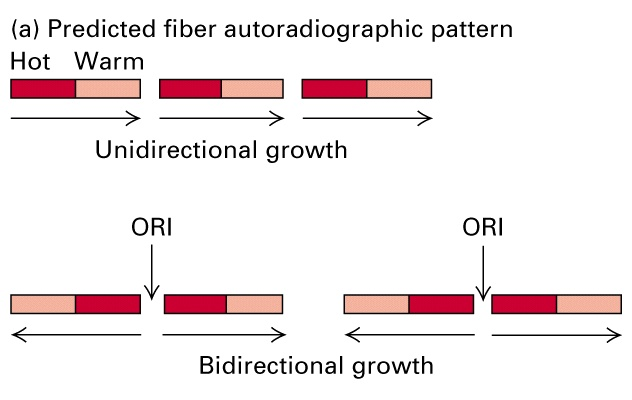 (a) Predicted fiber autoradiographic pattern
Hot Warm
Unidirectional growth
ORI ORI
Bidirectional growth